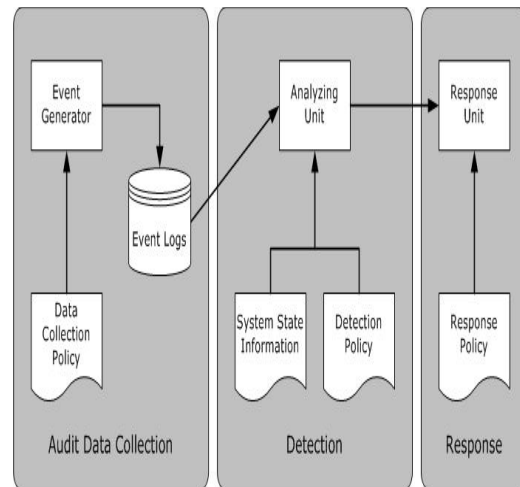 Event
Generator
Event Logs
Data
Collection
Policy
Audit Data Collection
Analyzing
Unit
System State
Information
Detection
Policy
Detection
Response
Unit
Response
Policy
Response